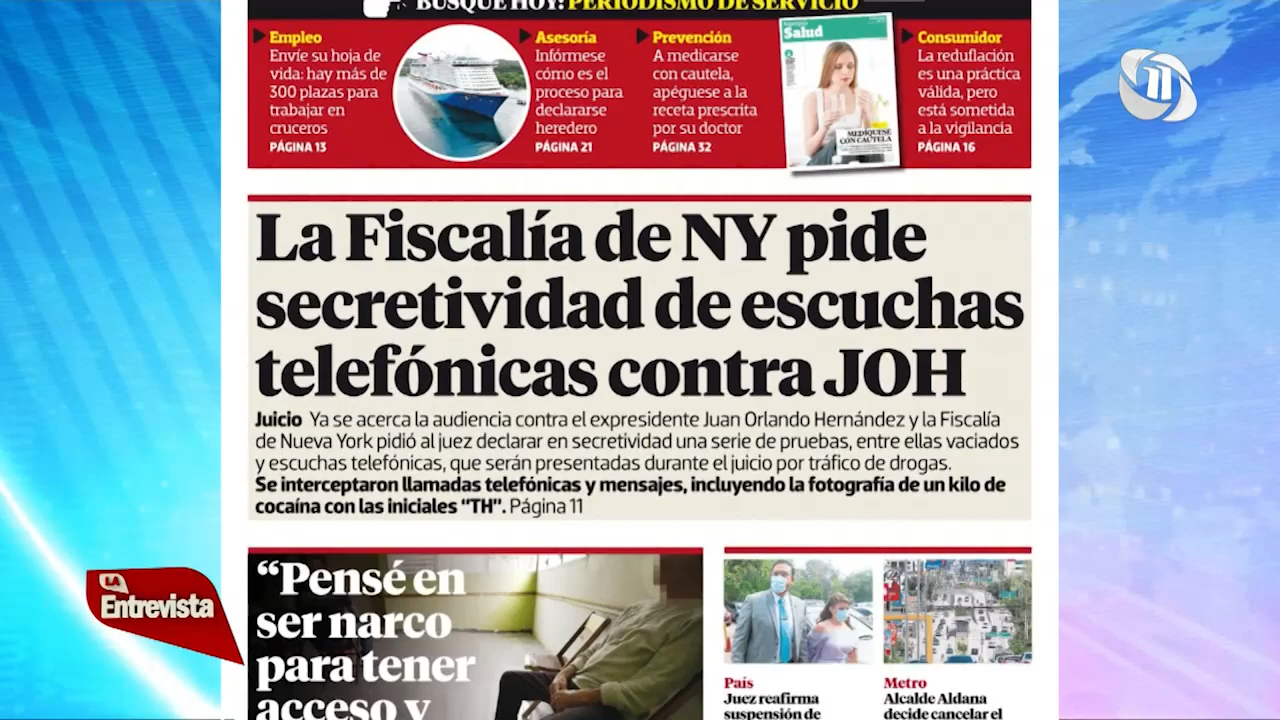 BUSQUE HOY: PERIODISMO DE SERVICIO
Empleo
Envíe su hoja de
vida: hay más de
300 plazas para
trabajar en
cruceros
PÁGINA 13
Asesoría
Infórmese
cómo es el
proceso para
declararse
heredero
PÁGINA 21
Prevención
A medicarse
con cautela,
apéguese a la
receta prescrita
por su doctor
PÁGINA 32
Salud
MEDÍQUESE
CON CAUTELA
Consumidor
La reduflación
es una práctica
válida, pero
está sometida
a la vigilancia
PÁGINA 16
11
La Fiscalía de NY pide
secretividad de escuchas
telefónicas contra JOH
Juicio Ya se acerca la audiencia contra el expresidente Juan Orlando Hernández y la Fiscalía
de Nueva York pidió al juez declarar en secretividad una serie de pruebas, entre ellas vaciados
y escuchas telefónicas, que serán presentadas durante el juicio por tráfico de drogas.
Se interceptaron llamadas telefónicas y mensajes, incluyendo la fotografía de un kilo de
cocaína con las iniciales “TH”. Página 11
“Pensé en
ser narco
para tener
acceso y
País
Juez reafirma
suspensión de
Metro
Alcalde Aldana
decide cancelar el
LA
Entrevista